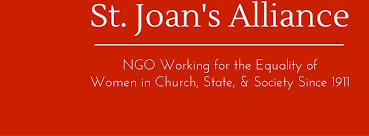 St. Joan's Alliance
NGO Working for the Equality of
Women in Church, State, & Society Since 1911